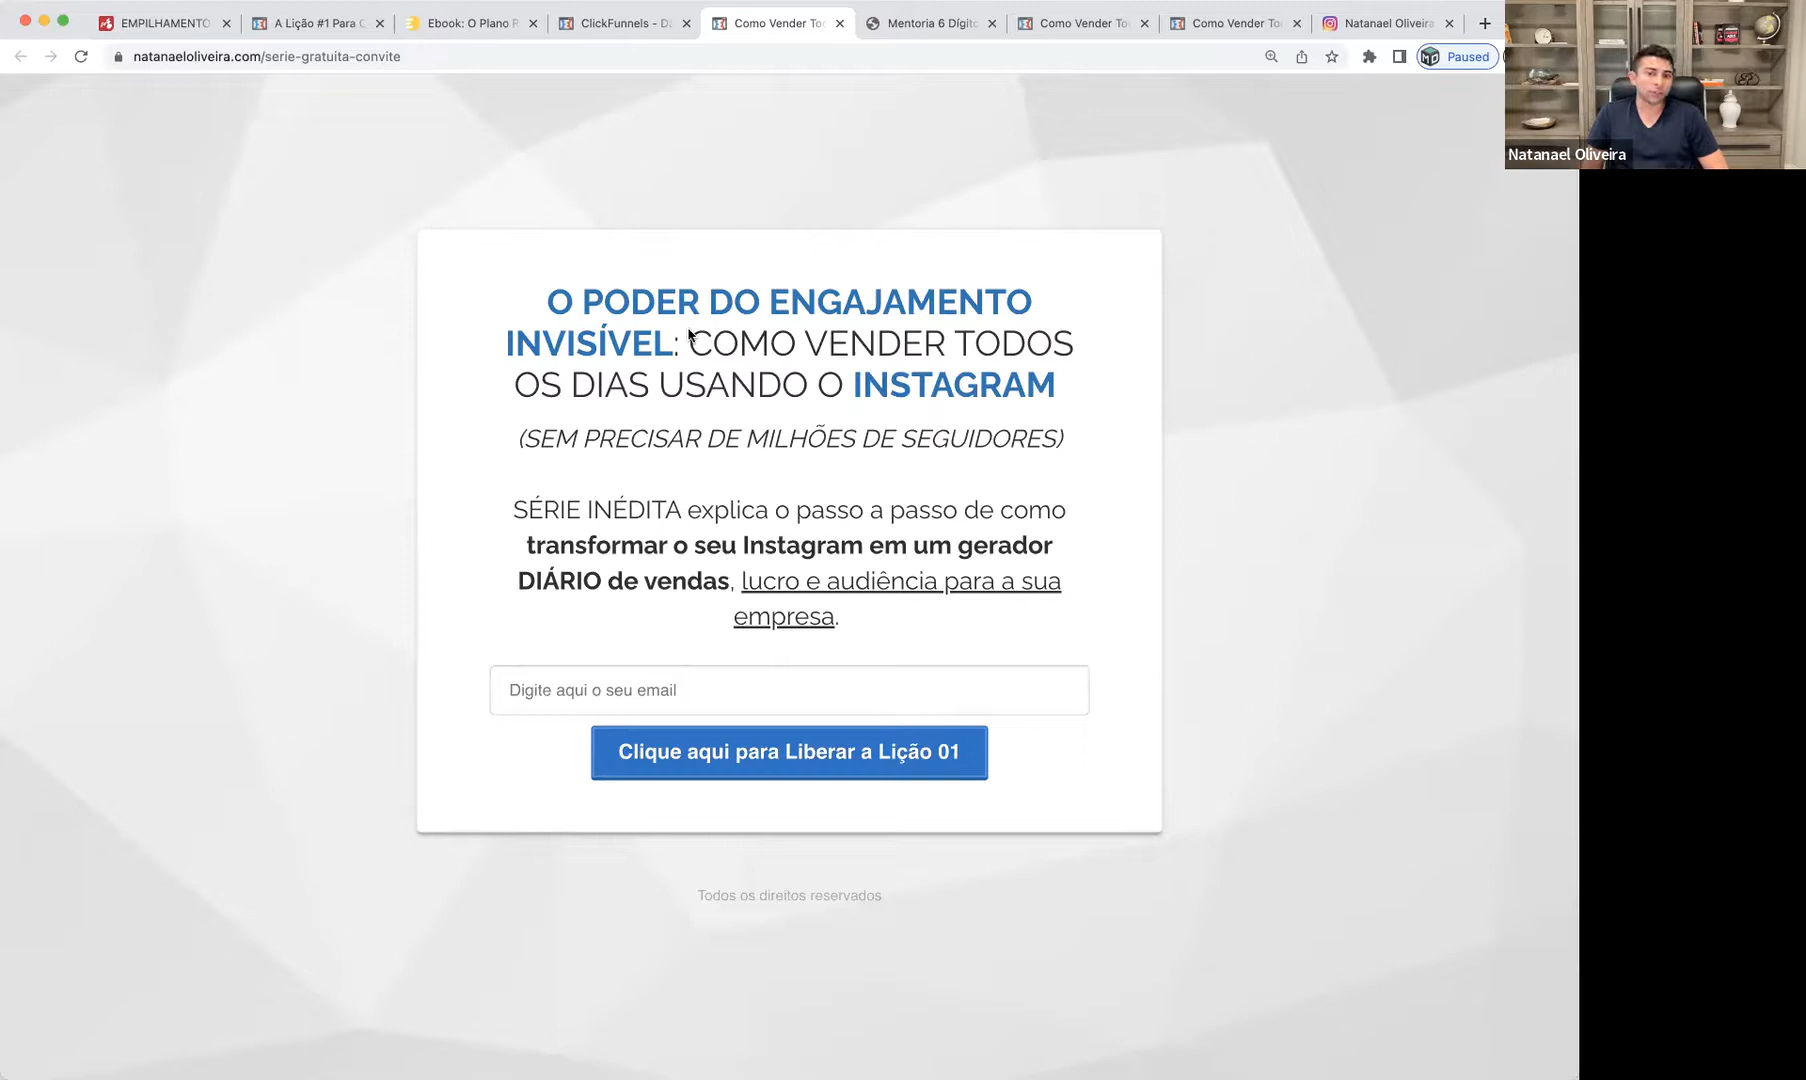 EMPILHAMENTO
A Lição #1 Para C
Ebook: O Plano P
ClickFunnels - Da
Como Vender Too
Mentoria 6 Dígito
Como Vender To
Como Vender To
Natanael Oliveira
natanaeloliveira.com/serie-gratuita-convite
Paused
Natanael Oliveira
O PODER DO ENGAJAMENTO
INVISÍVEL: COMO VENDER TODOS
OS DIAS USANDO O INSTAGRAM
(SEM PRECISAR DE MILHÕES DE SEGUIDORES)
SÉRIE INÉDITA explica o passo a passo de como
transformar o seu Instagram em um gerador
DIÁRIO de vendas, lucro e audiência para a sua
empresa.
Digite aqui o seu email
Clique aqui para Liberar a Lição 01
Todos os direitos reservados